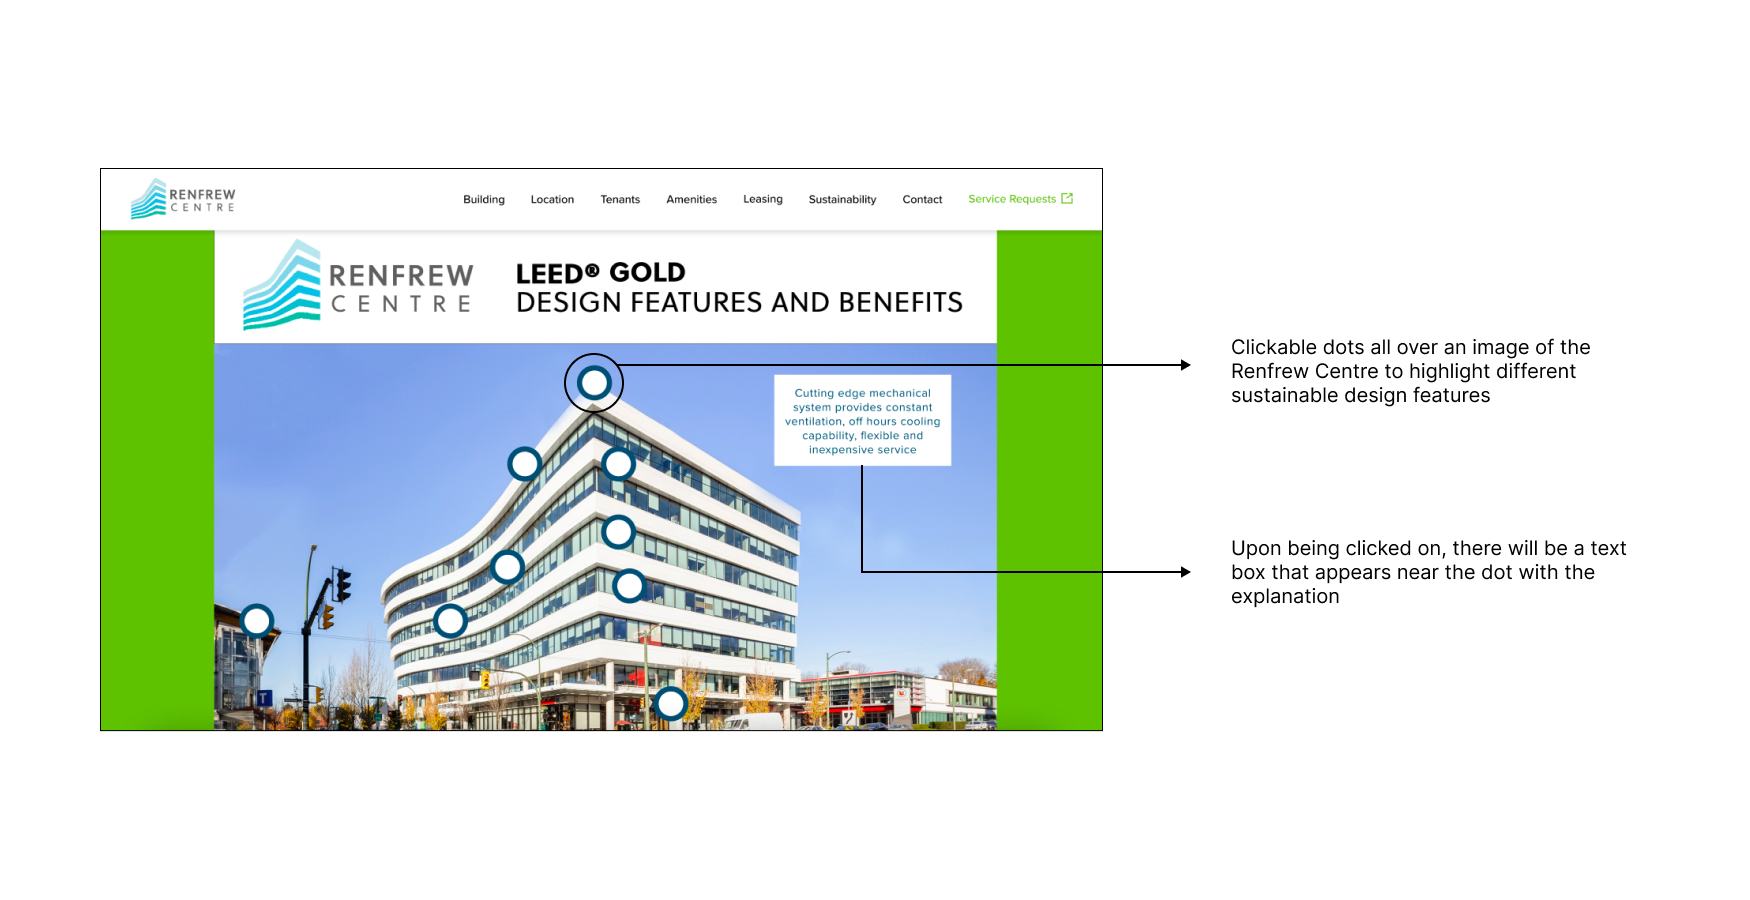 RENFREW
CENTRE
Building Location Tenants Amenities Leasing Sustainability Contact Service Requests
RENFREW
CENTRE
LEED® GOLD
DESIGN FEATURES AND BENEFITS
Cutting edge mechanical
system provides constant
ventilation, off hours cooling
capability, flexible and
inexpensive service
T
Clickable dots all over an image of the
Renfrew Centre to highlight different
sustainable design features
Upon being clicked on, there will be a text
box that appears near the dot with the
explanation